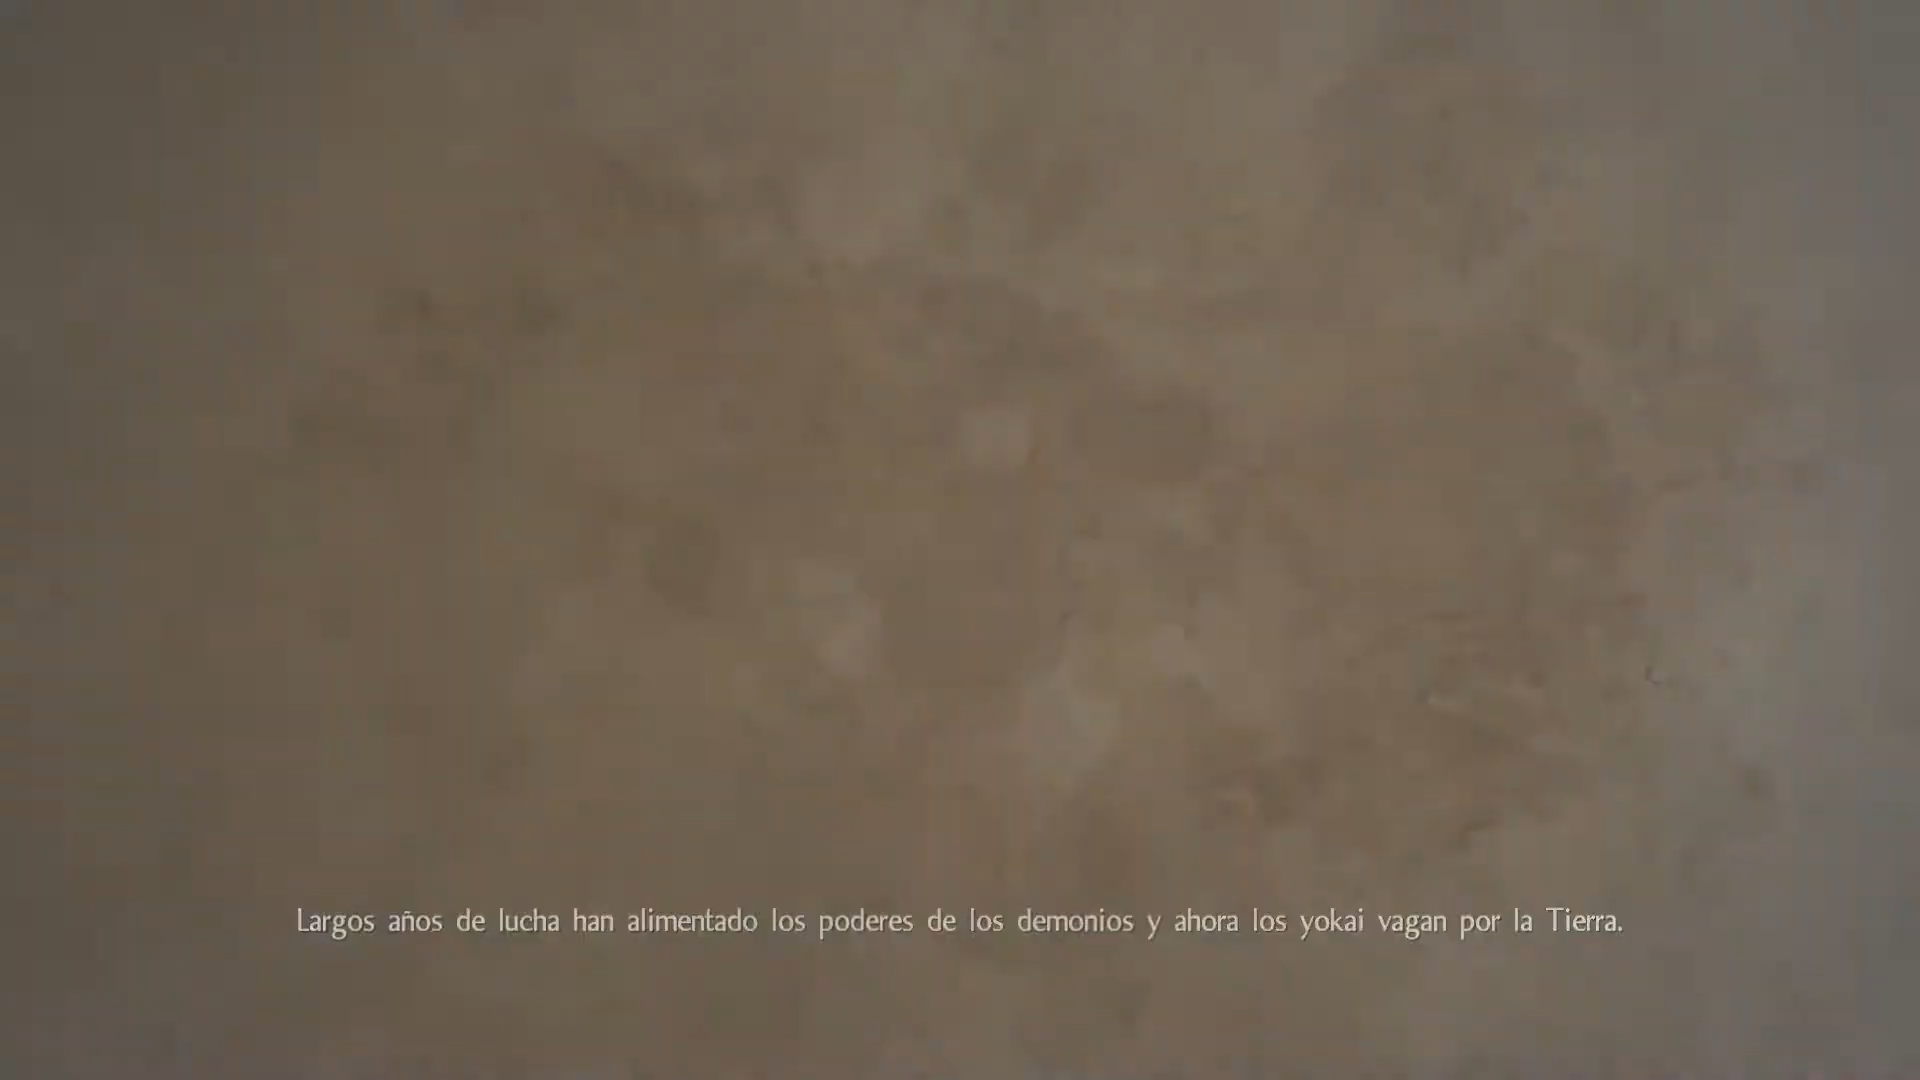 Largos años de lucha han alimentado los poderes de los demonios y ahora los yokai vagan por la Tierra.